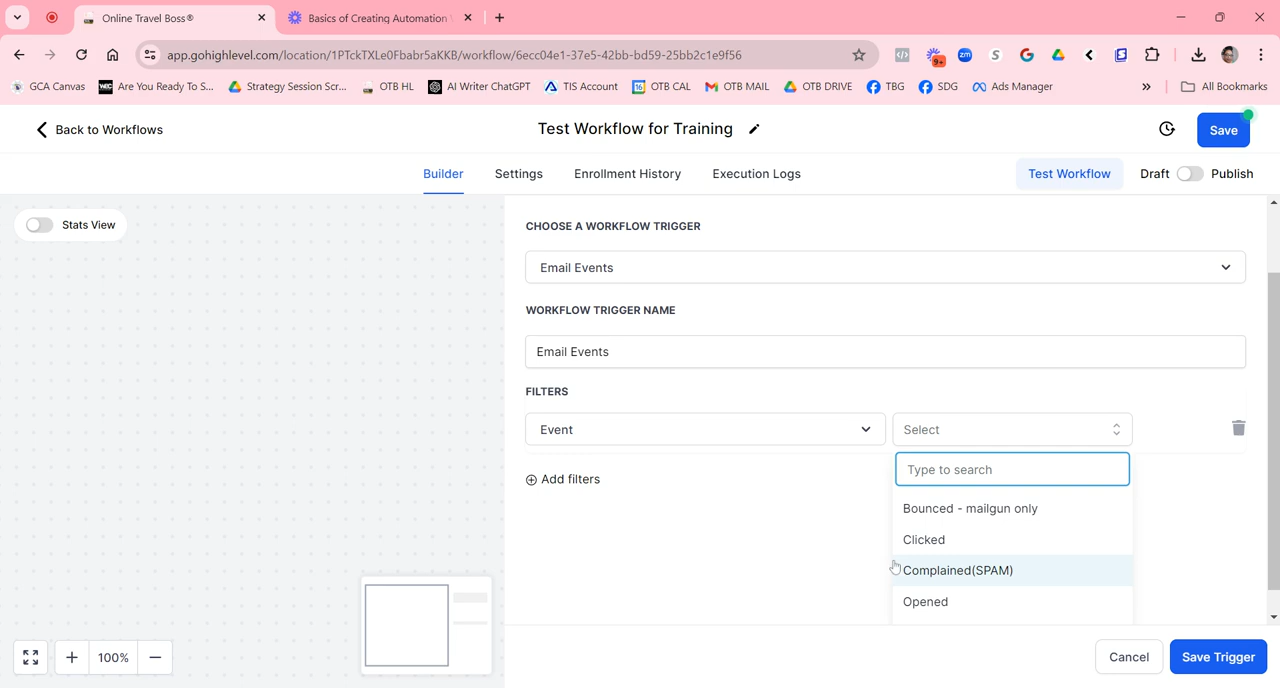 Online Travel Boss®
Basics of Creating Automation
app.gohighlevel.com/location/1PTckTXLe0Fbabr5aKKB/workflow/6ecc04e1-37e5-42bb-bd59-25bb2c1e9f56
9+
zm
S
GCA Canvas
Are You Ready To S...
Strategy Session Scr...
OTB HL
AI Writer ChatGPT
TIS Account
16
OTB CAL
OTB MAIL
OTB DRIVE
TBG
SDG
Ads Manager
»
All Bookmarks
Back to Workflows
Test Workflow for Training
Save
Builder
Settings
Enrollment History
Execution Logs
Test Workflow
Draft
Publish
Stats View
CHOOSE A WORKFLOW TRIGGER
Email Events
WORKFLOW TRIGGER NAME
Email Events
FILTERS
Event
Select
Add filters
Type to search
Bounced - mailgun only
Clicked
Complained(SPAM)
Opened
100%
Cancel
Save Trigger